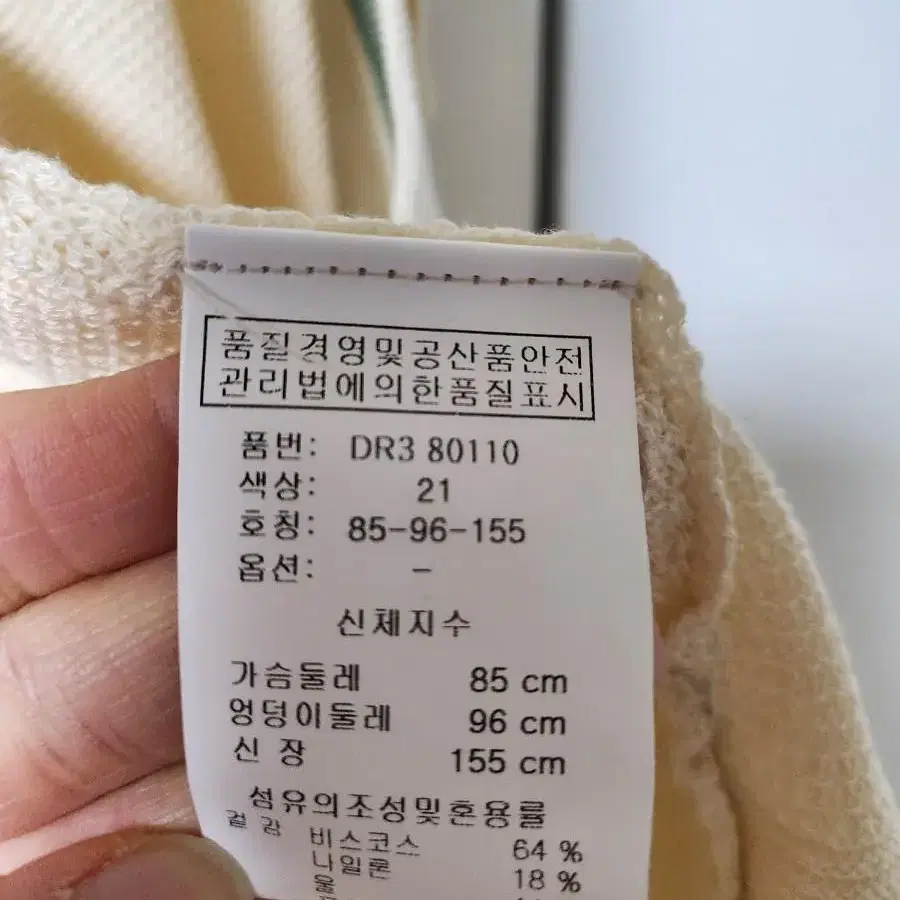 품질경영및공산품안전
관리법에의한품질표시
품번: DR3 80110
색상: 21
호칭: 85-96-155
옵션: -
신체지수
가슴둘레 85 cm
엉덩이둘레 96 cm
신 장 155 cm
섬유의조성및혼용률
겉감 비스코스 64 %
나일론 18 %
울